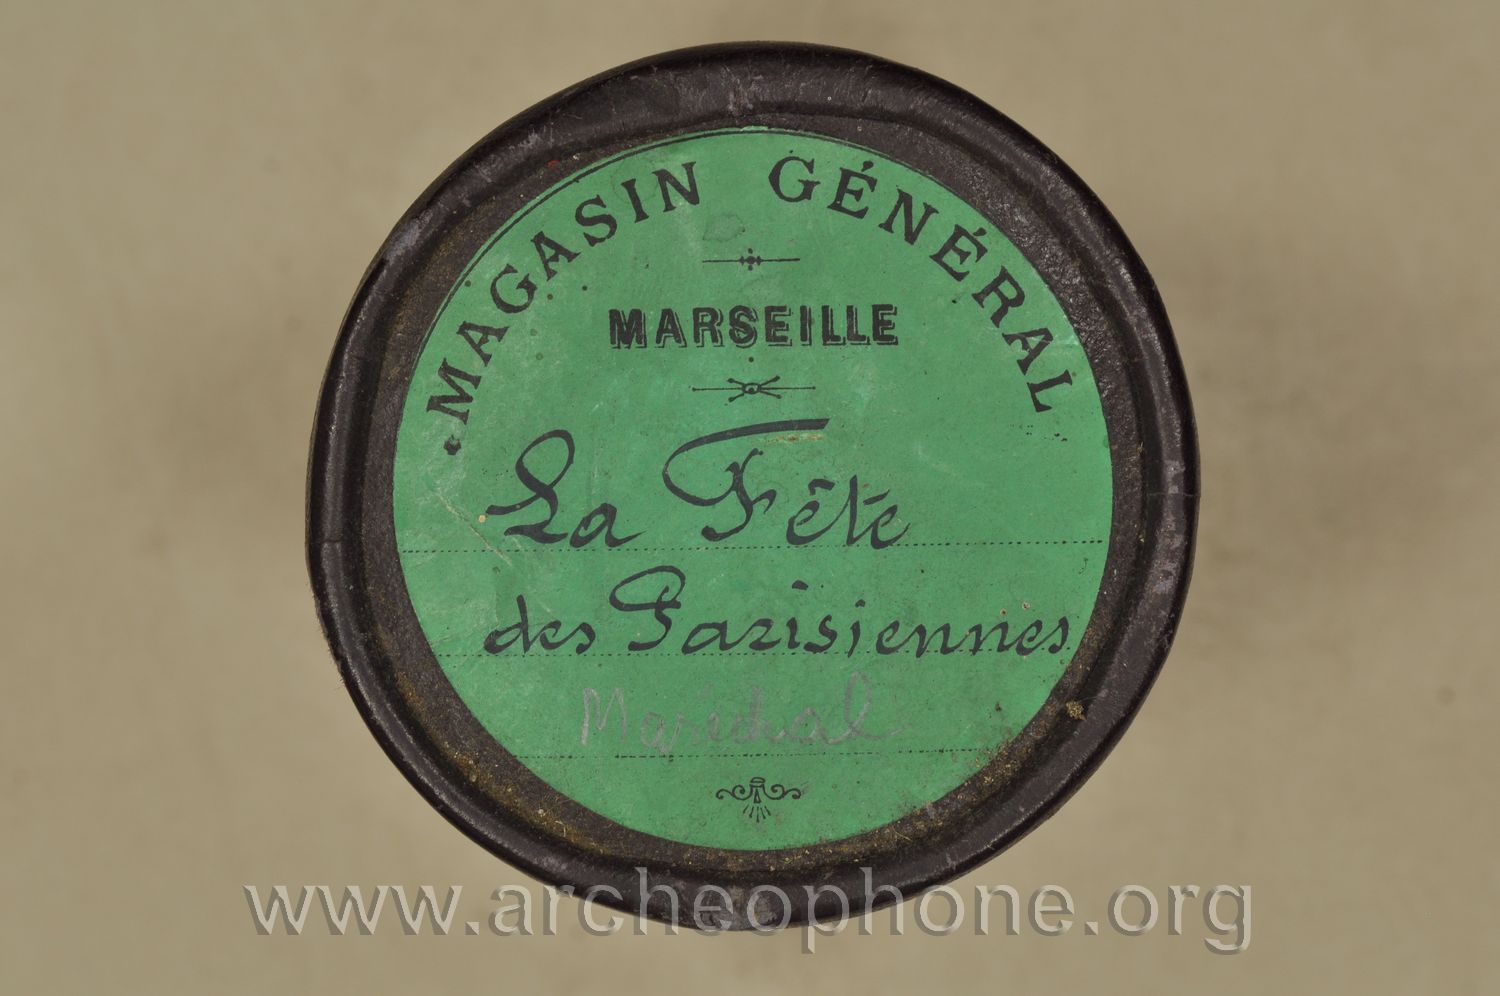 MAGASIN GÉNÉRAL
MARSEILLE
La Fête
des Parisiennes
Maréchal
www.archeophone.org